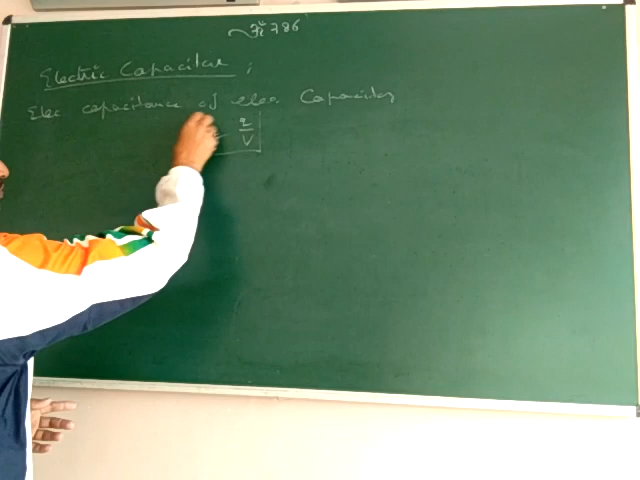 786
Electric Capacitor ;
Elec capacitance of elec. Capacitor
= q/V